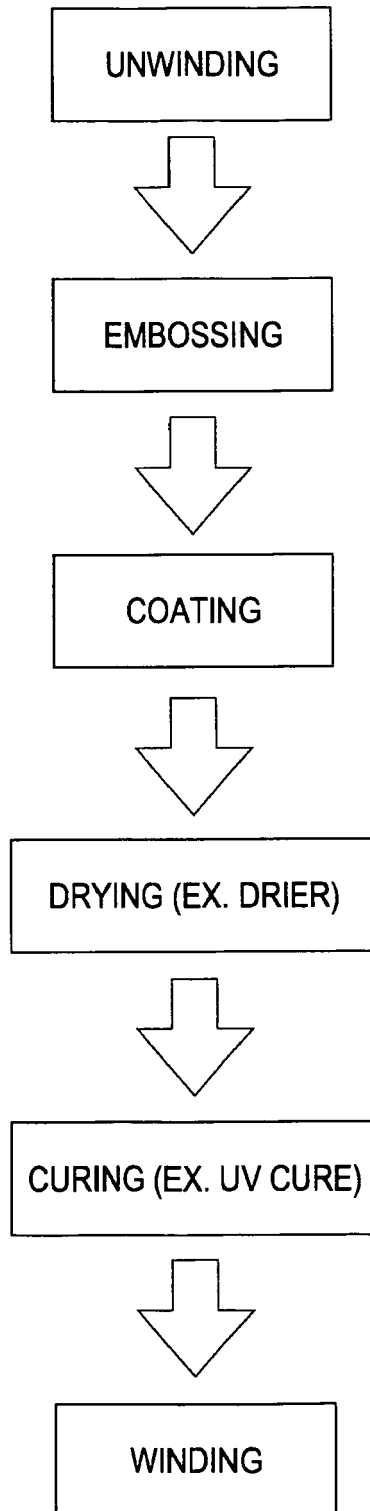 UNWINDING
EMBOSSING
COATING
DRYING (EX. DRIER)
CURING (EX. UV CURE)
WINDING